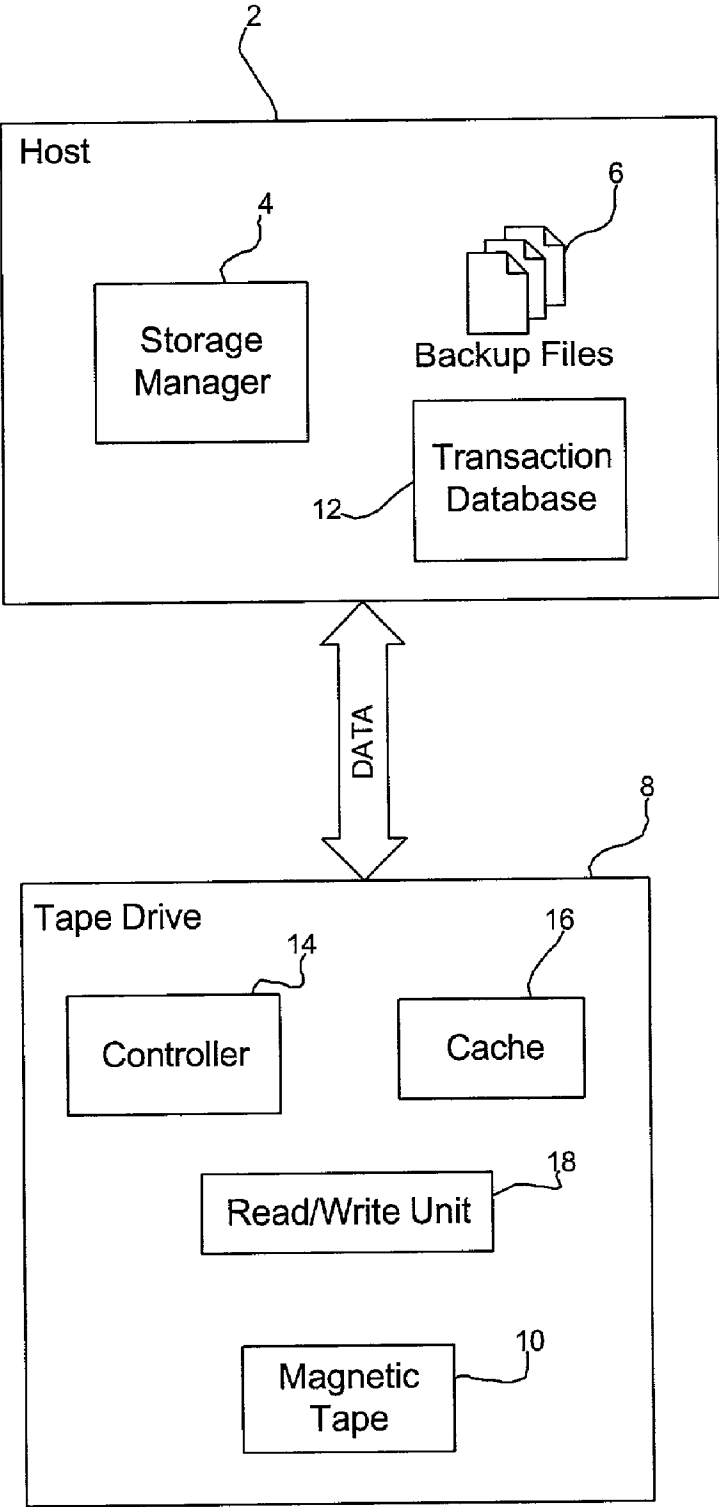 2
Host
4
6
Storage
Manager
Backup Files
Transaction
Database
12
DATA
8
Tape Drive
14
16
Controller
Cache
18
Read/Write Unit
10
Magnetic
Tape